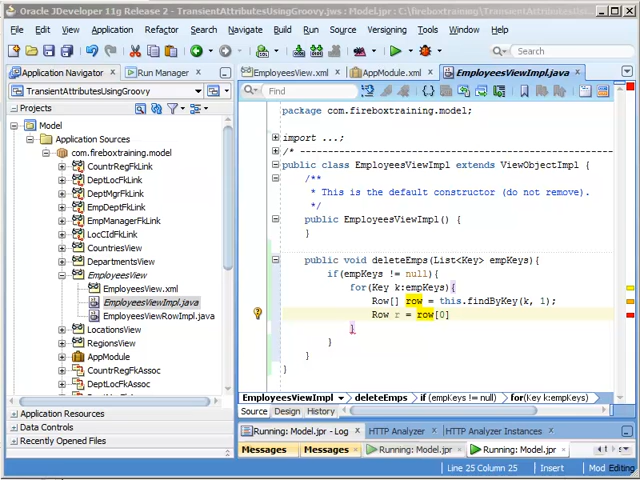 Oracle JDeveloper 11g Release 2 - TransientAttributesUsingGroovy.jws : Model.jpr : C:\fireboxtraining\
File Edit View Application Refactor Search Navigate Build Run Source Versioning Tools Window Help
Search
Application Navigator Run Manager
EmployeesView.xml AppModule.xml EmployeesViewImpl.java
TransientAttributesUsingGroovy
Find
Projects
Model
Application Sources
com.fireboxtraining.model
CountrRegFkLink
DeptLocFkLink
DeptMgrFkLink
EmpDeptFkLink
EmpManagerFkLink
LocCIdFkLink
CountriesView
DepartmentsView
EmployeesView
EmployeesView.xml
EmployeesViewImpl.java
EmployeesViewRowImpl.java
LocationsView
RegionsView
AppModule
CountrRegFkAssoc
DeptLocFkAssoc
Application Resources
Data Controls
Recently Opened Files
package com.fireboxtraining.model;
import ...;
/* ---------------------------------
public class EmployeesViewImpl extends ViewObjectImpl {
/**
* This is the default constructor (do not remove).
*/
public EmployeesViewImpl() {
}
public void deleteEmps(List<Key> empKeys){
if(empKeys != null){
for(Key k:empKeys){
Row[] row = this.findByKey(k, 1);
Row r = row[0]
}
}
}
}
EmployeesViewImpl deleteEmps if (empKeys != null) for(Key k:empKeys)
Source Design History
Running: Model.jpr - Log HTTP Analyzer HTTP Analyzer Instances
Messages Messages Running: Model.jpr Running: Model.jpr
Line 25 Column 25 Insert Mod Editing